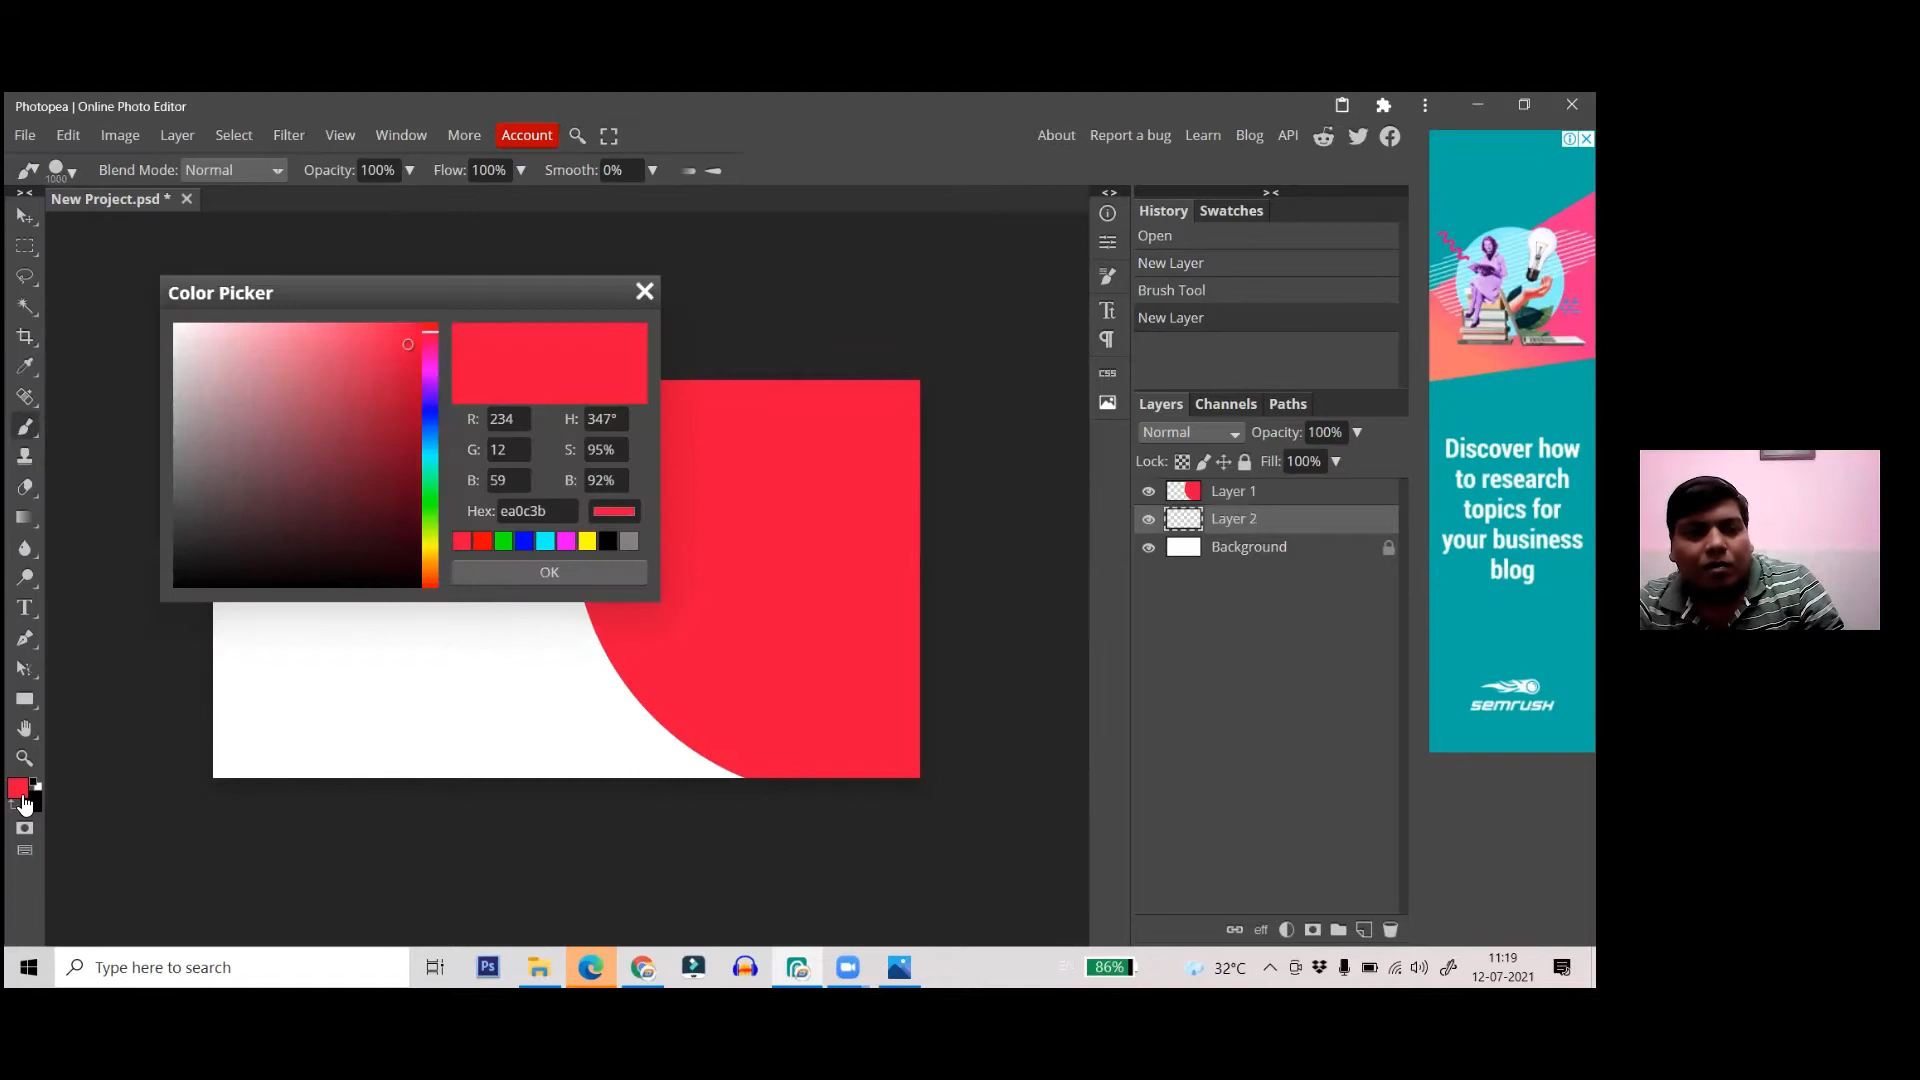 Photopea | Online Photo Editor
File Edit Image Layer Select Filter View Window More Account
About Report a bug Learn Blog API
1000 Blend Mode: Normal Opacity: 100% Flow: 100% Smooth: 0%
New Project.psd *
Color Picker
R: 234 H: 347°
G: 12 S: 95%
B: 59 B: 92%
Hex: ea0c3b
OK
History Swatches
Open
New Layer
Brush Tool
New Layer
CSS
Layers Channels Paths
Normal Opacity: 100%
Lock: Fill: 100%
Layer 1
Layer 2
Background
eff
Discover how
to research
topics for
your business
blog
semrush
Type here to search
Ps
86%
32°C
11:19
12-07-2021